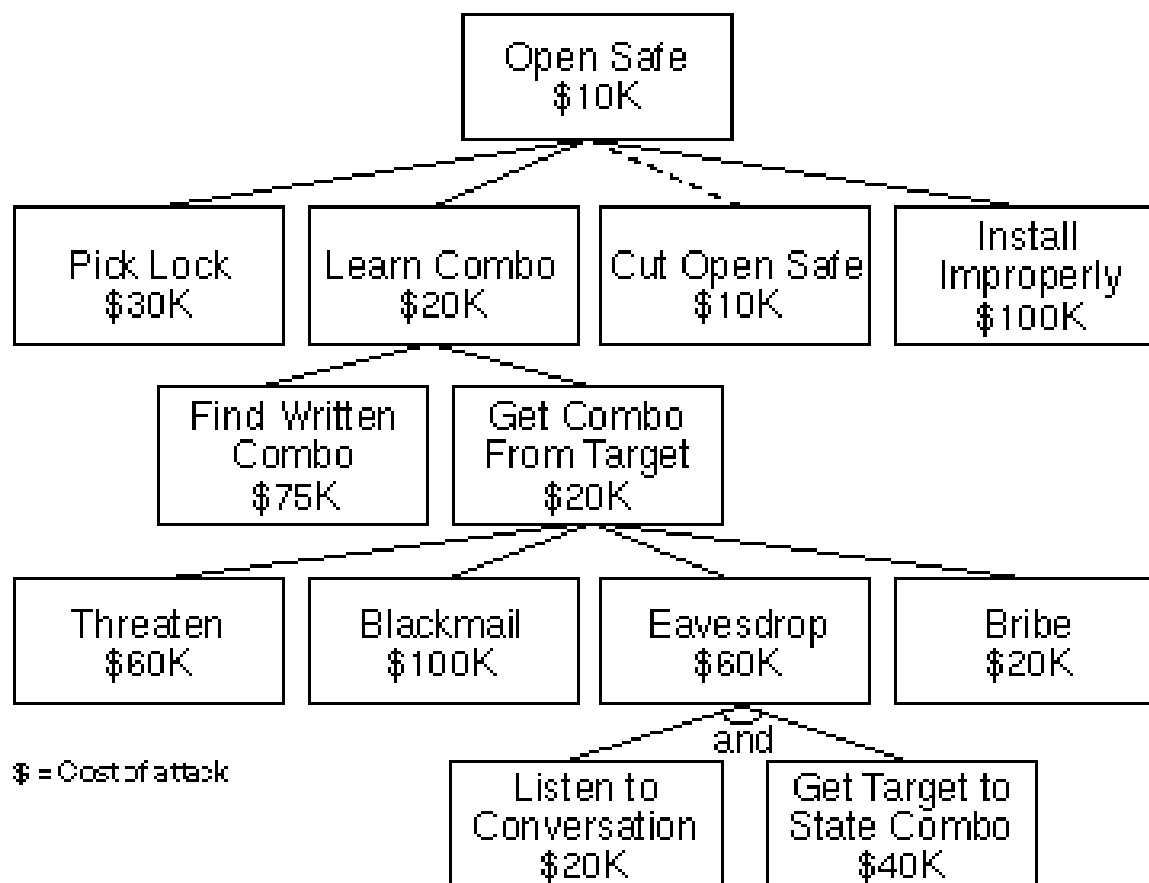 Open Safe
$10K
Pick Lock
$30K
Learn Combo
$20K
Cut Open Safe
$10K
Install
Improperly
$100K
Find Written
Combo
$75K
Get Combo
From Target
$20K
Threaten
$60K
Blackmail
$100K
Eavesdrop
$60K
Bribe
$20K
and
$ = Cost of attack
Listen to
Conversation
$20K
Get Target to
State Combo
$40K